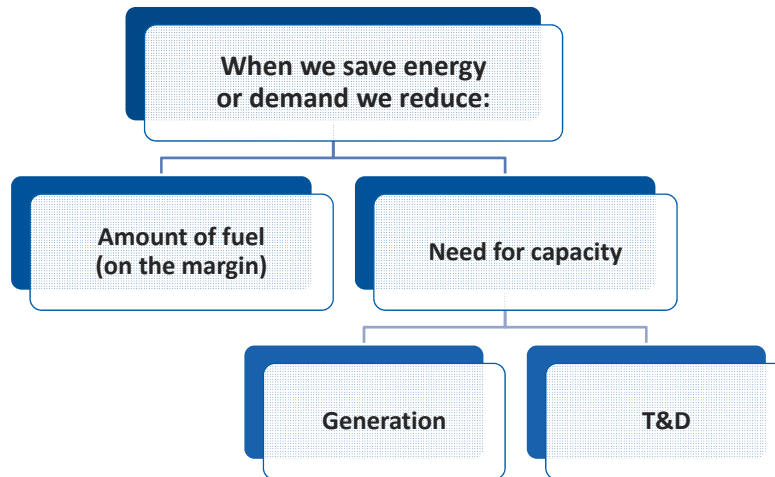 When we save energy
or demand we reduce:
Amount of fuel
(on the margin)
Need for capacity
Generation
T&D